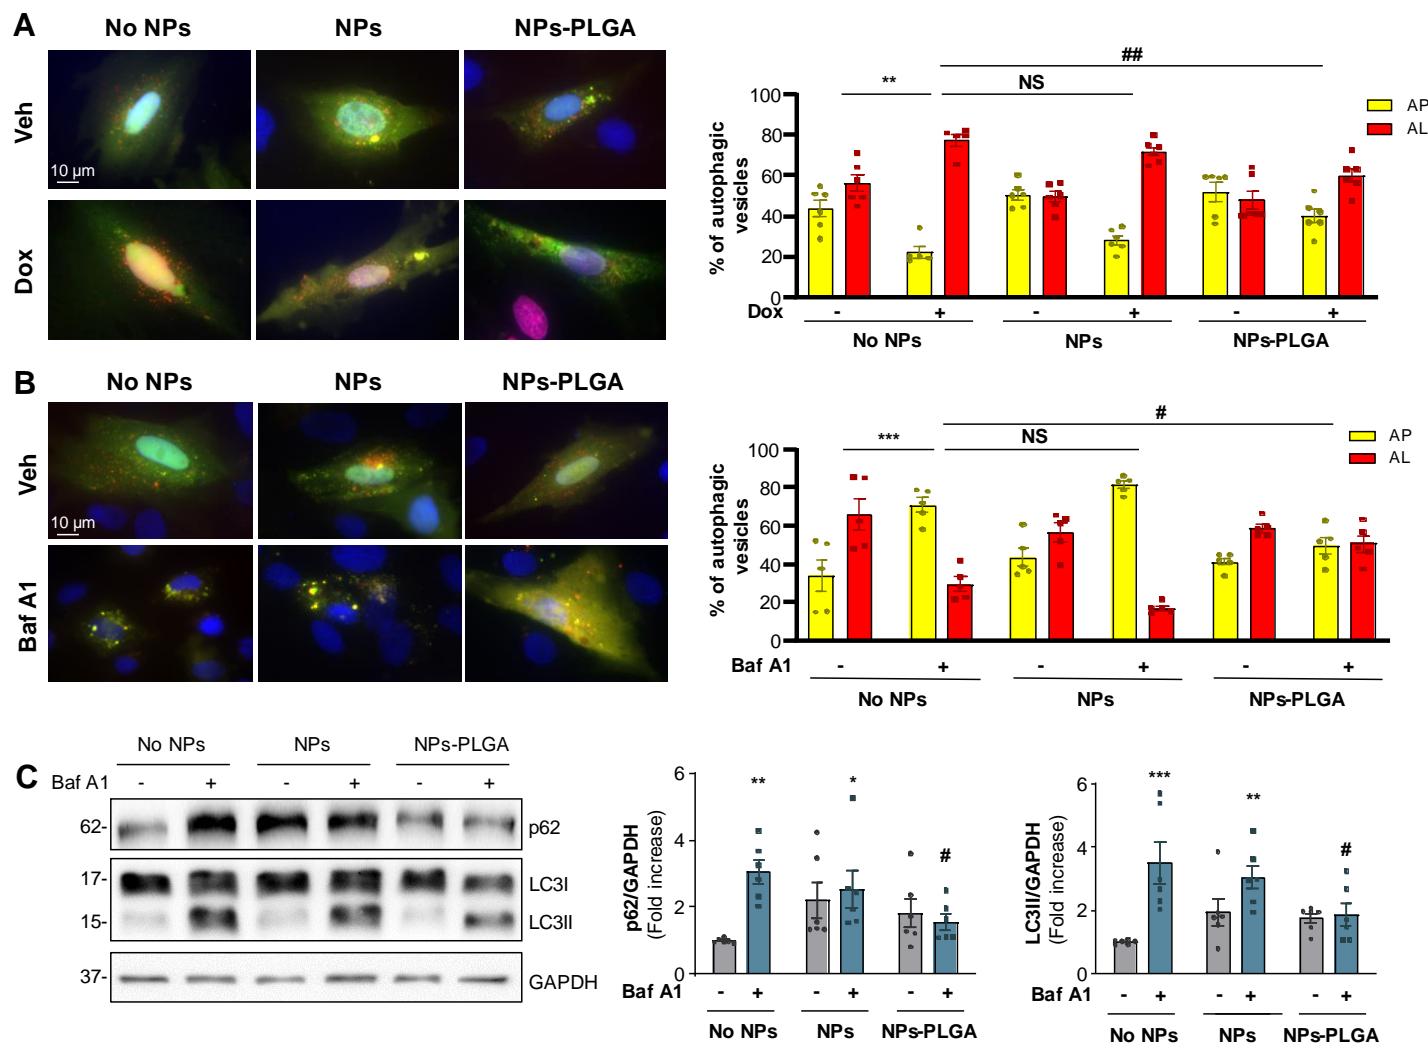 A
No NPs
NPs
NPs-PLGA
Veh
10 µm
Dox
##
**
NS
AP
AL
% of autophagic
vesicles
100
80
60
40
20
0
Dox
-
+
-
+
-
+
No NPs
NPs
NPs-PLGA
B
No NPs
NPs
NPs-PLGA
Veh
10 µm
Baf A1
#
***
NS
AP
AL
% of autophagic
vesicles
100
80
60
40
20
0
Baf A1
-
+
-
+
-
+
No NPs
NPs
NPs-PLGA
C
No NPs
NPs
NPs-PLGA
Baf A1
-
+
-
+
-
+
62-
p62
17-
LC3I
15-
LC3II
37-
GAPDH
p62/GAPDH
(Fold increase)
6
4
2
0
**
*
#
Baf A1
-
+
-
+
-
+
No NPs
NPs
NPs-PLGA
LC3II/GAPDH
(Fold increase)
6
4
2
0
***
**
#
Baf A1
-
+
-
+
-
+
No NPs
NPs
NPs-PLGA